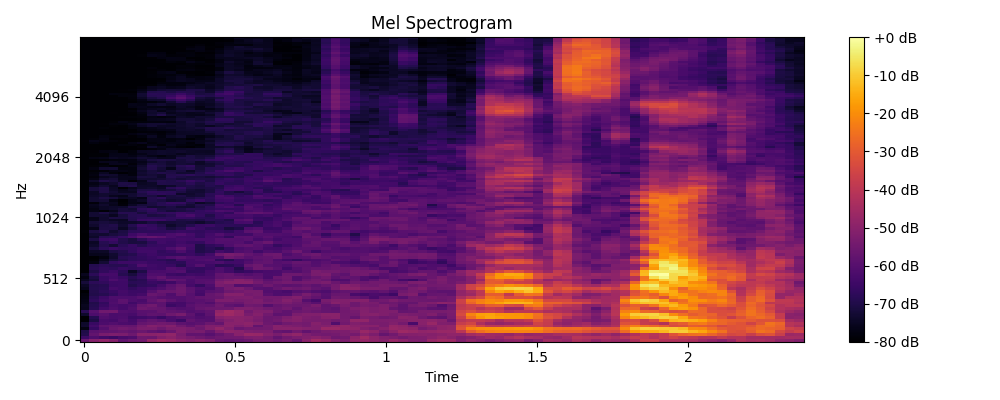 Mel Spectrogram
+0 dB
4096
-10 dB
-20 dB
2048
-30 dB
Hz
-40 dB
1024
-50 dB
512
-60 dB
-70 dB
0
-80 dB
0 0.5 1 1.5 2
Time